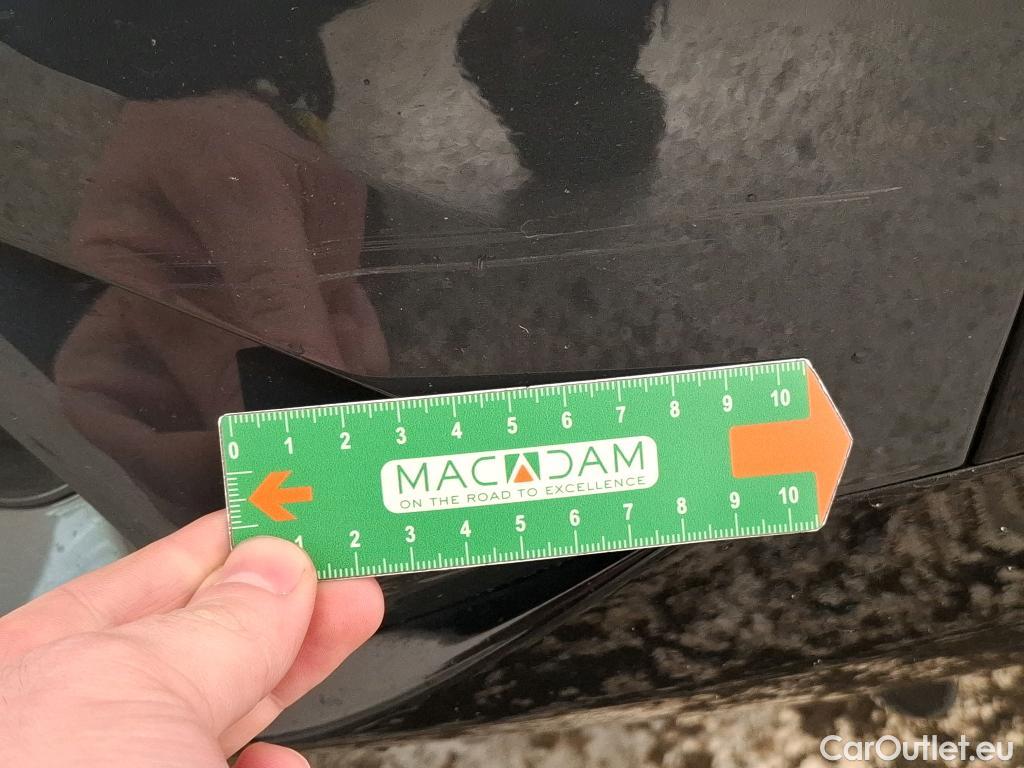 0 1 2 3 4 5 6 7 8 9 10
MACADAM
ON THE ROAD TO EXCELLENCE
1 2 3 4 5 6 7 8 9 10
CarOutlet.eu